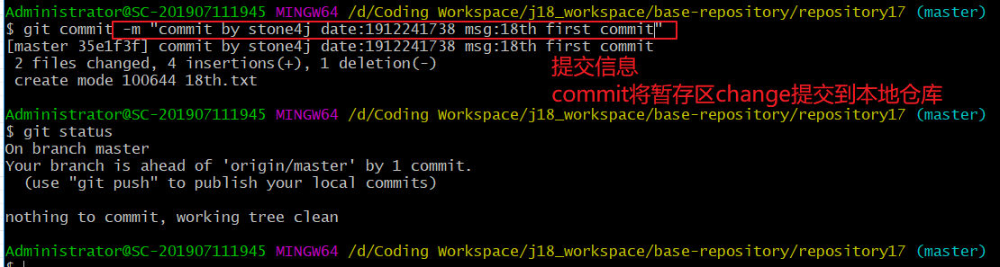 Administrator@SC-201907111945 MINGW64 /d/Coding Workspace/j18_workspace/base-repository/repository17 (master)
$ git commit -m "commit by stone4j date:1912241738 msg:18th first commit"
[master 35e1f3f] commit by stone4j date:1912241738 msg:18th first commit
 2 files changed, 4 insertions(+), 1 deletion(-)
 create mode 100644 18th.txt
提交信息
commit将暂存区change提交到本地仓库
Administrator@SC-201907111945 MINGW64 /d/Coding Workspace/j18_workspace/base-repository/repository17 (master)
$ git status
On branch master
Your branch is ahead of 'origin/master' by 1 commit.
  (use "git push" to publish your local commits)
nothing to commit, working tree clean
Administrator@SC-201907111945 MINGW64 /d/Coding Workspace/j18_workspace/base-repository/repository17 (master)
$